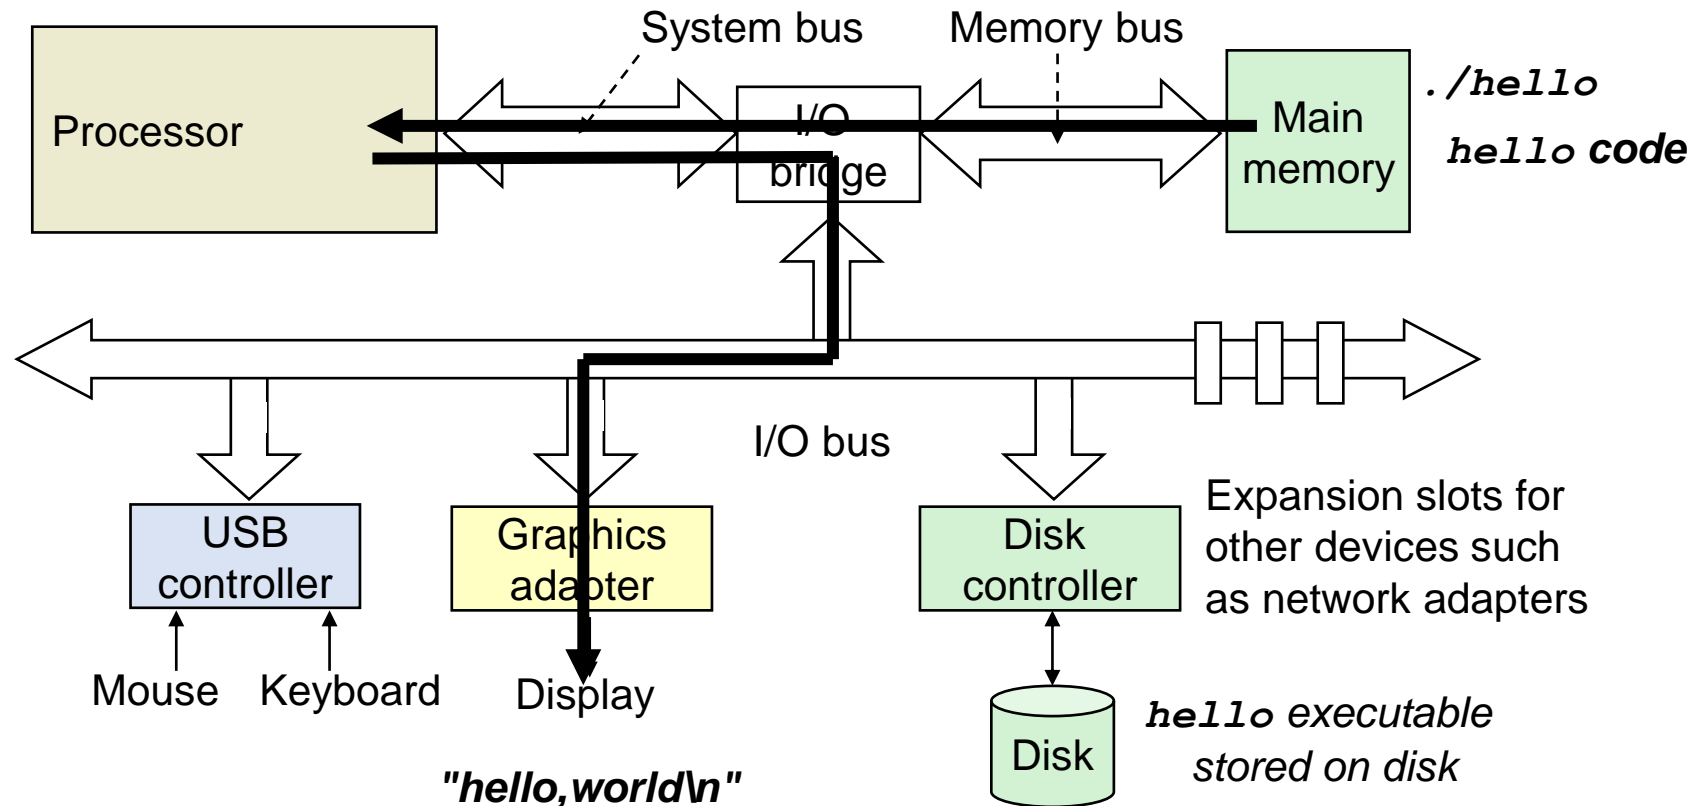 System bus
Memory bus
Processor
I/O
bridge
Main
memory
./hello
hello code
I/O bus
USB
controller
Graphics
adapter
Disk
controller
Expansion slots for
other devices such
as network adapters
Mouse
Keyboard
Display
Disk
hello executable
stored on disk
"hello,world\n"